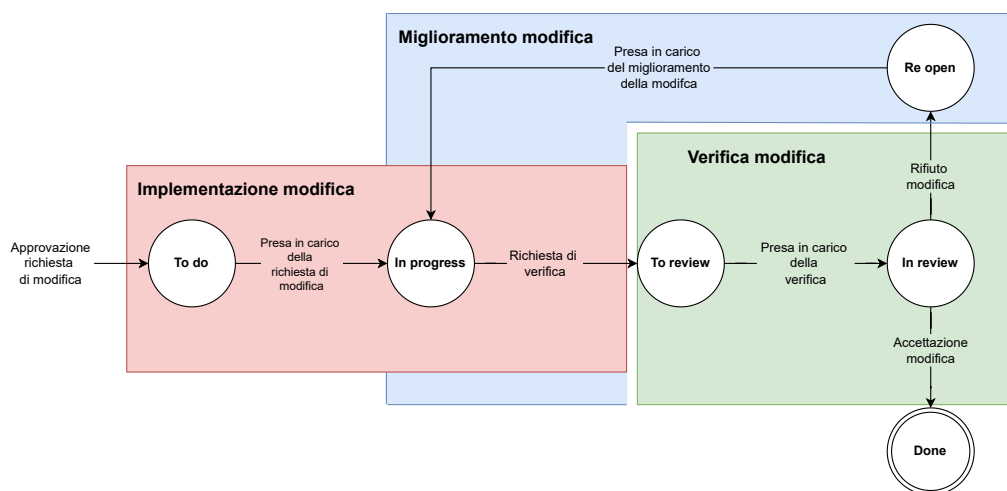 Miglioramento modifica
Presa in carico
del miglioramento
della modifca
Re open
Verifica modifica
Rifiuto
modifica
Implementazione modifica
Approvazione
richiesta
di modifica
To do
Presa in carico
della
richiesta di
modifica
In progress
Richiesta di
verifica
To review
Presa in carico
della
verifica
In review
Accettazione
modifica
Done